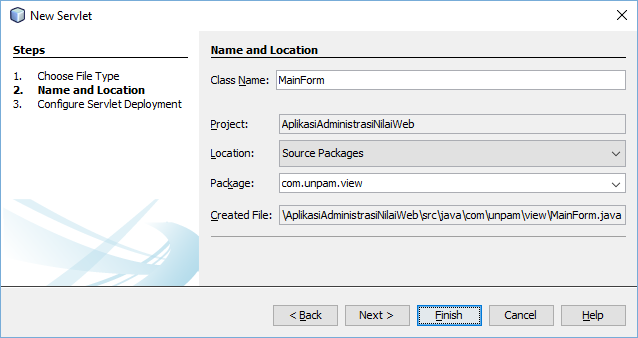 New Servlet
Steps
1. Choose File Type
2. Name and Location
3. Configure Servlet Deployment
Name and Location
Class Name: MainForm
Project: AplikasiAdministrasiNilaiWeb
Location: Source Packages
Package: com.unpam.view
Created File: \AplikasiAdministrasiNilaiWeb\src\java\com\unpam\view\MainForm.java
< Back Next > Finish Cancel Help